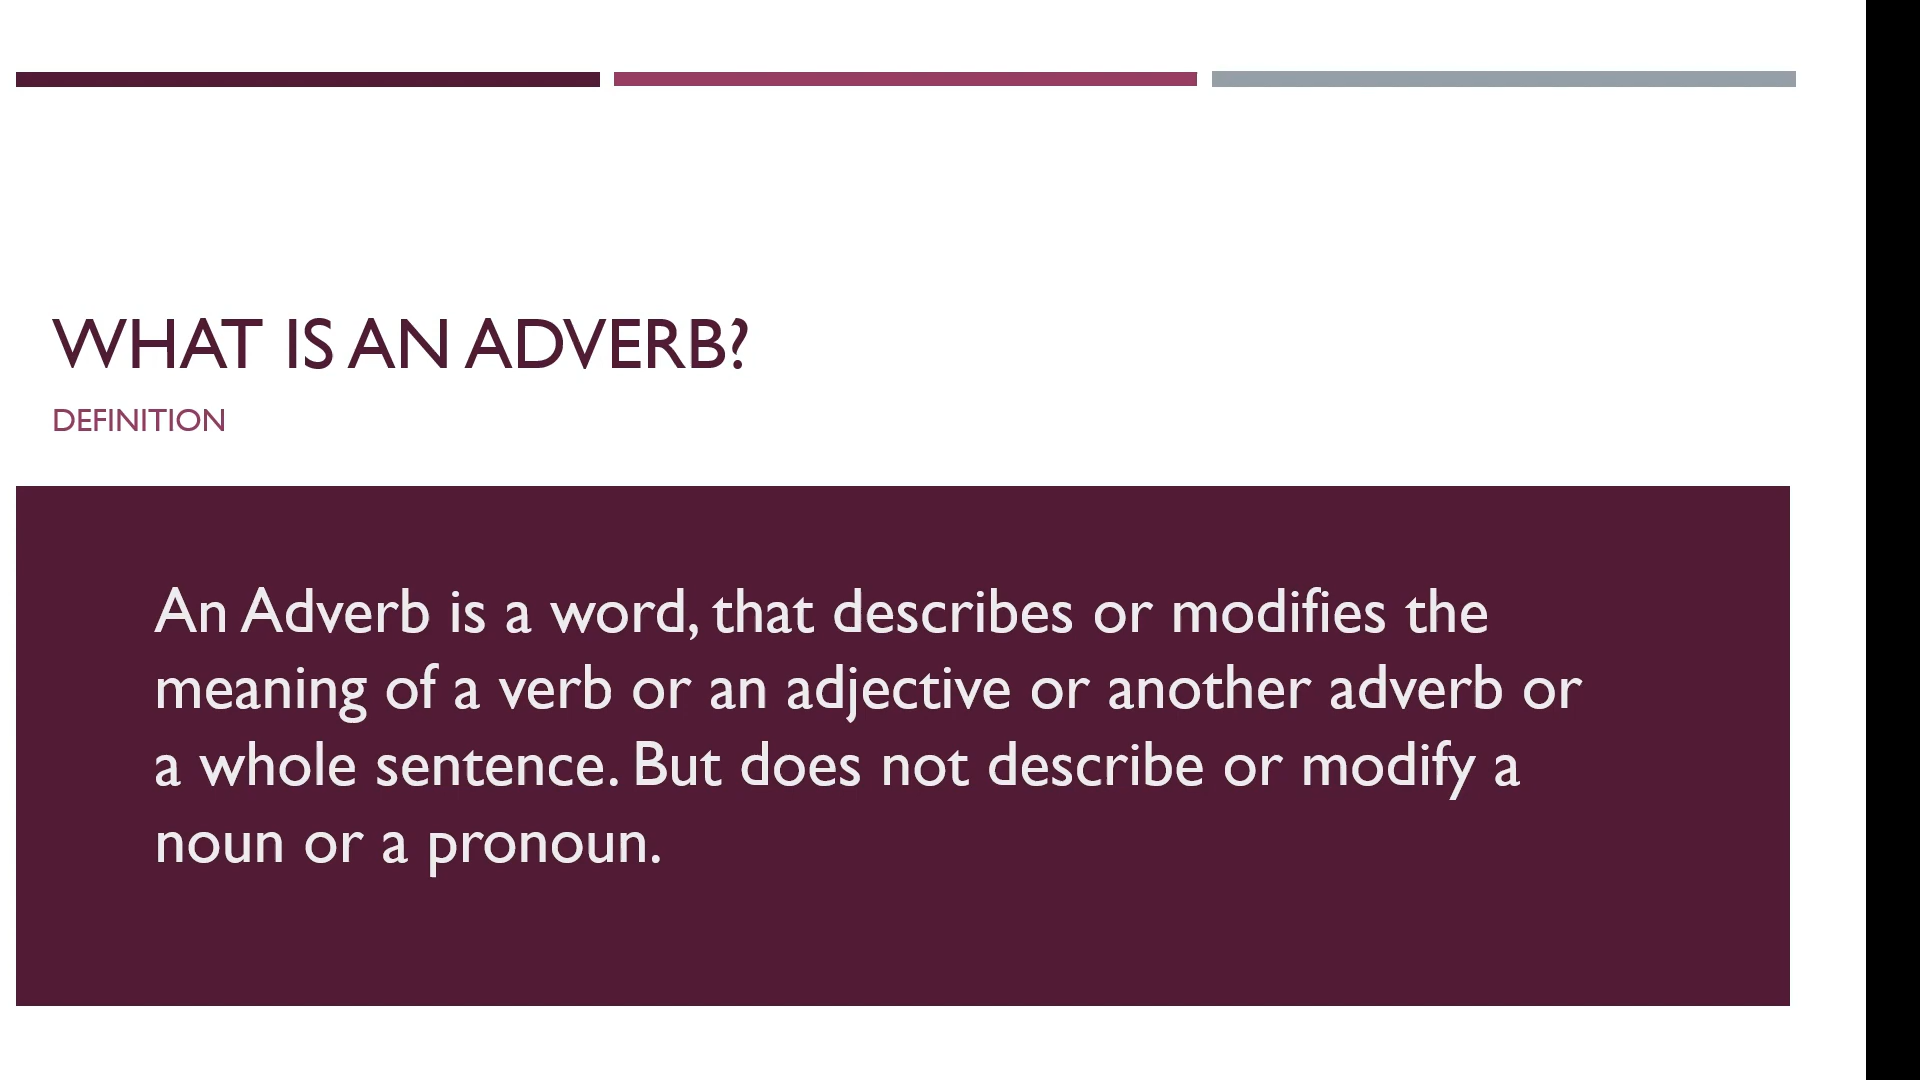 WHAT IS AN ADVERB?
DEFINITION
An Adverb is a word, that describes or modifies the
meaning of a verb or an adjective or another adverb or
a whole sentence. But does not describe or modify a
noun or a pronoun.